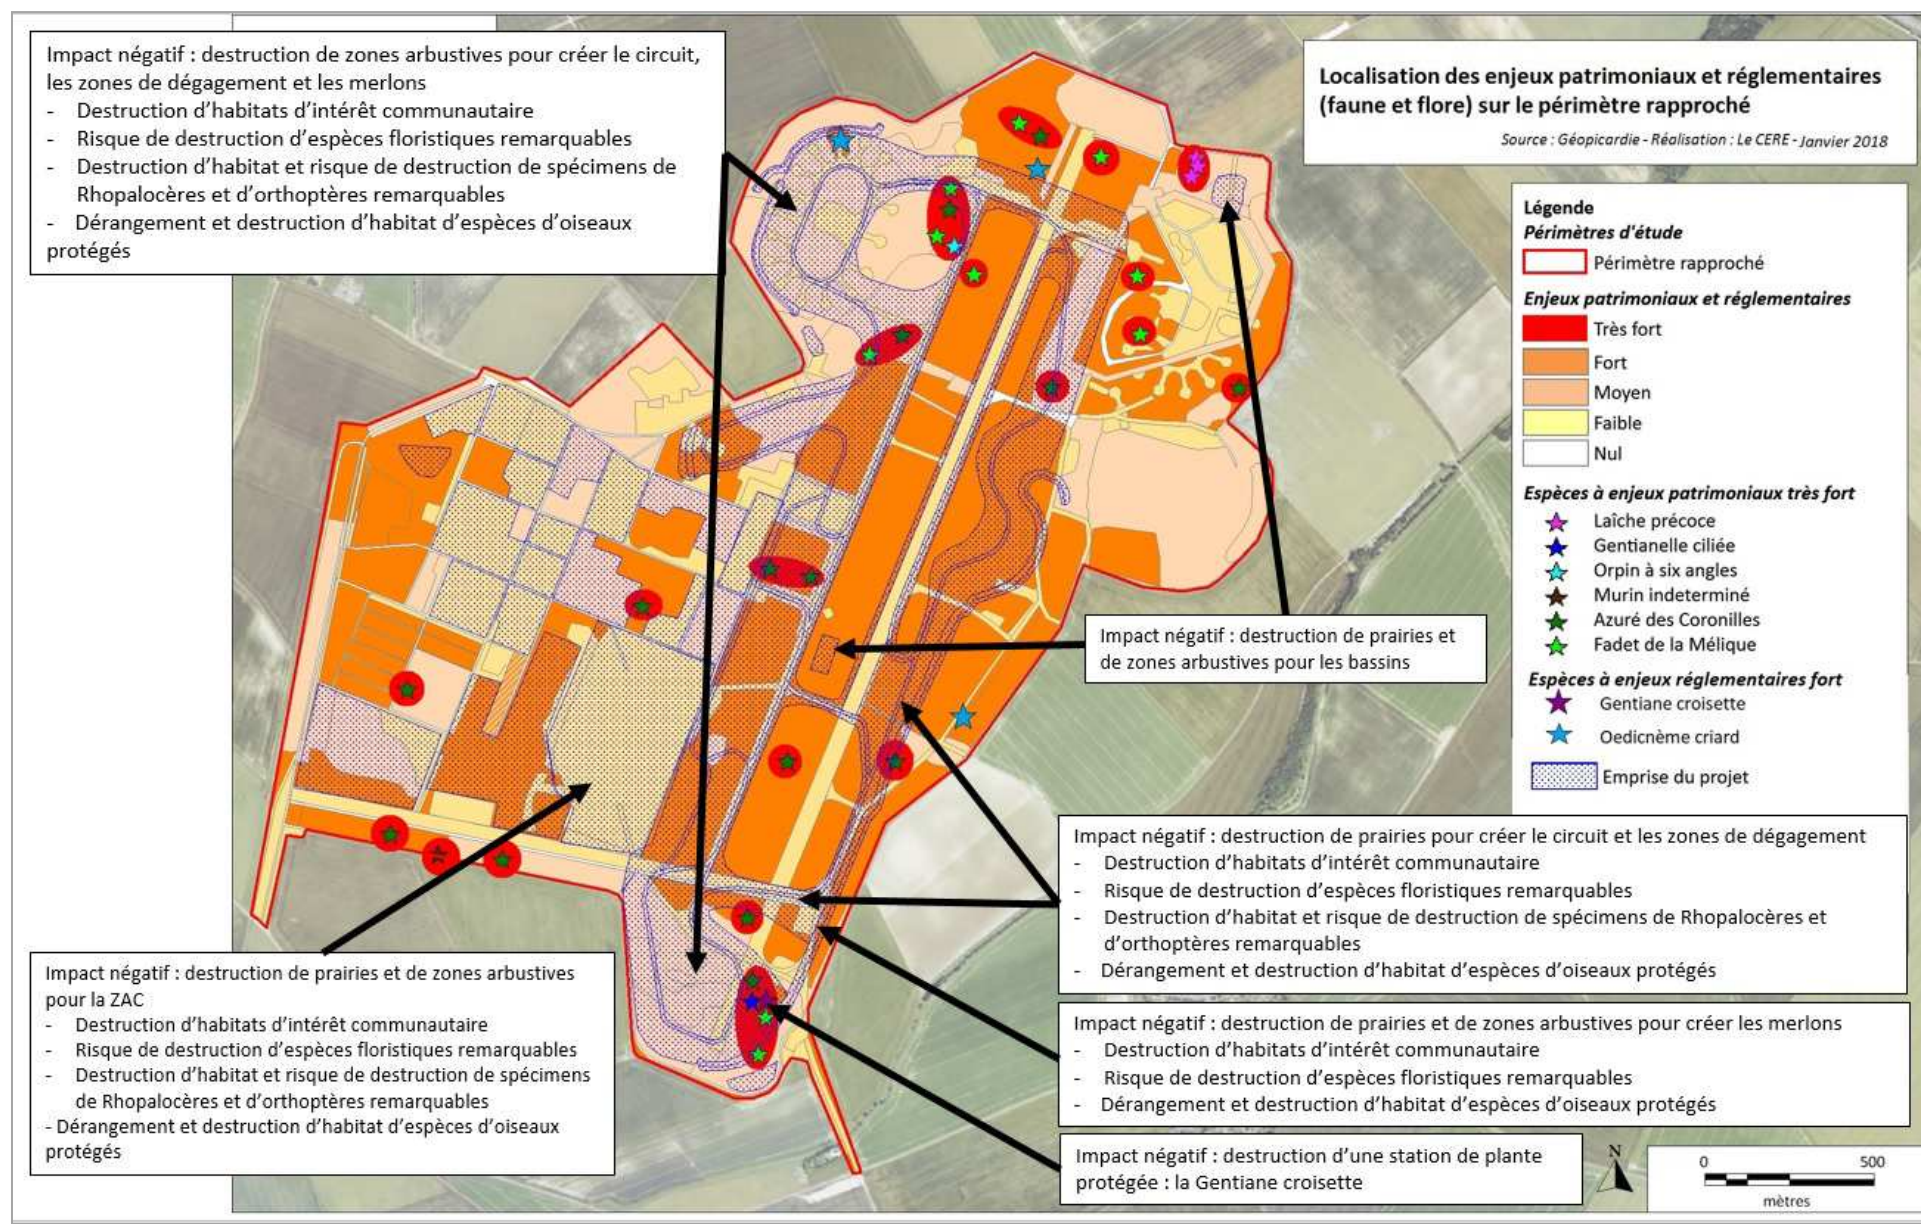 Impact négatif : destruction de zones arbustives pour créer le circuit,
les zones de dégagement et les merlons
- Destruction d'habitats d'intérêt communautaire
- Risque de destruction d'espèces floristiques remarquables
- Destruction d'habitat et risque de destruction de spécimens de
Rhopalocères et d'orthoptères remarquables
- Dérangement et destruction d'habitat d'espèces d'oiseaux
protégés
Localisation des enjeux patrimoniaux et réglementaires
(faune et flore) sur le périmètre rapproché
Source : Géopicardie - Réalisation : Le CERE - Janvier 2018
Légende
Périmètres d'étude
Périmètre rapproché
Enjeux patrimoniaux et réglementaires
Très fort
Fort
Moyen
Faible
Nul
Espèces à enjeux patrimoniaux très fort
Laîche précoce
Gentianelle ciliée
Orpin à six angles
Murin indeterminé
Azuré des Coronilles
Fadet de la Mélique
Espèces à enjeux réglementaires fort
Gentiane croisette
Oedicnème criard
Emprise du projet
Impact négatif : destruction de prairies et
de zones arbustives pour les bassins
Impact négatif : destruction de prairies pour créer le circuit et les zones de dégagement
- Destruction d'habitats d'intérêt communautaire
- Risque de destruction d'espèces floristiques remarquables
- Destruction d'habitat et risque de destruction de spécimens de Rhopalocères et
d'orthoptères remarquables
- Dérangement et destruction d'habitat d'espèces d'oiseaux protégés
Impact négatif : destruction de prairies et de zones arbustives
pour la ZAC
- Destruction d'habitats d'intérêt communautaire
- Risque de destruction d'espèces floristiques remarquables
- Destruction d'habitat et risque de destruction de spécimens
de Rhopalocères et d'orthoptères remarquables
- Dérangement et destruction d'habitat d'espèces d'oiseaux
protégés
Impact négatif : destruction de prairies et de zones arbustives pour créer les merlons
- Destruction d'habitats d'intérêt communautaire
- Risque de destruction d'espèces floristiques remarquables
- Dérangement et destruction d'habitat d'espèces d'oiseaux protégés
Impact négatif : destruction d'une station de plante
protégée : la Gentiane croisette
N
0 500
mètres